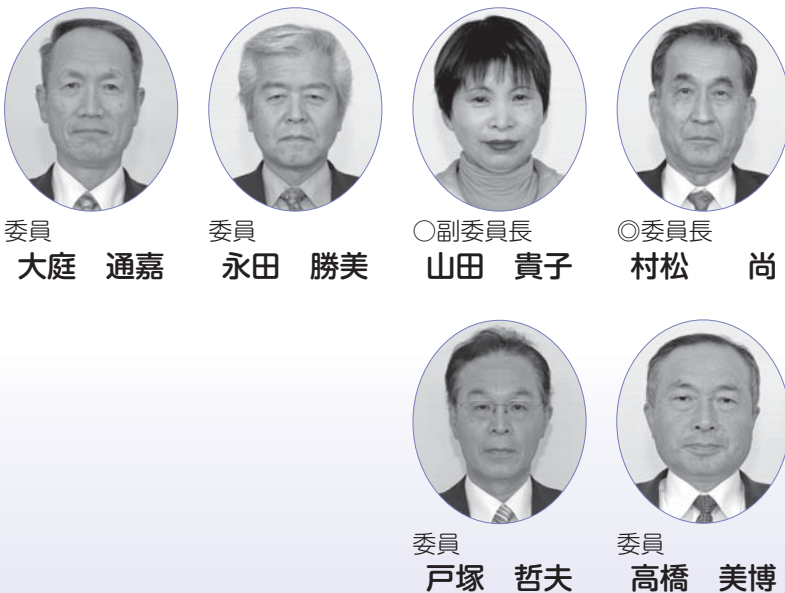 ◎委員長
村松　　尚
○副委員長
山田　貴子
委員
永田　勝美
委員
大庭　通嘉
委員
高橋　美博
委員
戸塚　哲夫